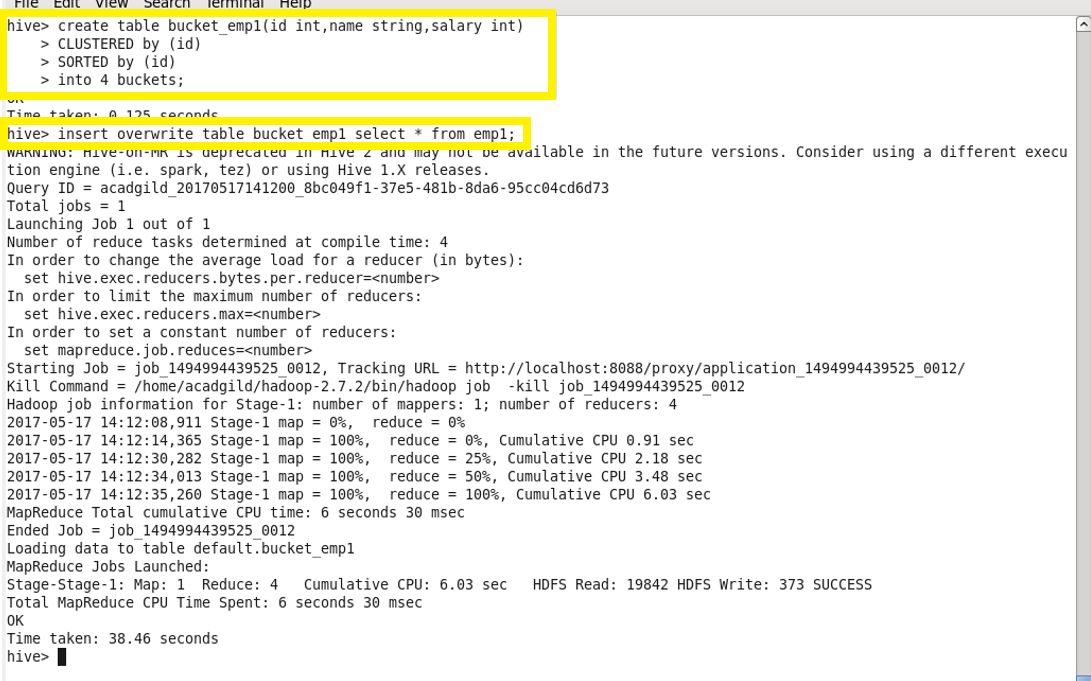 File Edit View Search Terminal Help
hive> create table bucket_emp1(id int,name string,salary int)
> CLUSTERED by (id)
> SORTED by (id)
> into 4 buckets;
OK
Time taken: 0.125 seconds
hive> insert overwrite table bucket emp1 select * from emp1;
WARNING: Hive-on-MR is deprecated in Hive 2 and may not be available in the future versions. Consider using a different execu
tion engine (i.e. spark, tez) or using Hive 1.X releases.
Query ID = acadgild_20170517141200_8bc049f1-37e5-481b-8da6-95cc04cd6d73
Total jobs = 1
Launching Job 1 out of 1
Number of reduce tasks determined at compile time: 4
In order to change the average load for a reducer (in bytes):
set hive.exec.reducers.bytes.per.reducer=<number>
In order to limit the maximum number of reducers:
set hive.exec.reducers.max=<number>
In order to set a constant number of reducers:
set mapreduce.job.reduces=<number>
Starting Job = job_1494994439525_0012, Tracking URL = http://localhost:8088/proxy/application_1494994439525_0012/
Kill Command = /home/acadgild/hadoop-2.7.2/bin/hadoop job  -kill job_1494994439525_0012
Hadoop job information for Stage-1: number of mappers: 1; number of reducers: 4
2017-05-17 14:12:08,911 Stage-1 map = 0%,  reduce = 0%
2017-05-17 14:12:14,365 Stage-1 map = 100%,  reduce = 0%, Cumulative CPU 0.91 sec
2017-05-17 14:12:30,282 Stage-1 map = 100%,  reduce = 25%, Cumulative CPU 2.18 sec
2017-05-17 14:12:34,013 Stage-1 map = 100%,  reduce = 50%, Cumulative CPU 3.48 sec
2017-05-17 14:12:35,260 Stage-1 map = 100%,  reduce = 100%, Cumulative CPU 6.03 sec
MapReduce Total cumulative CPU time: 6 seconds 30 msec
Ended Job = job_1494994439525_0012
Loading data to table default.bucket_emp1
MapReduce Jobs Launched:
Stage-Stage-1: Map: 1  Reduce: 4   Cumulative CPU: 6.03 sec   HDFS Read: 19842 HDFS Write: 373 SUCCESS
Total MapReduce CPU Time Spent: 6 seconds 30 msec
OK
Time taken: 38.46 seconds
hive>